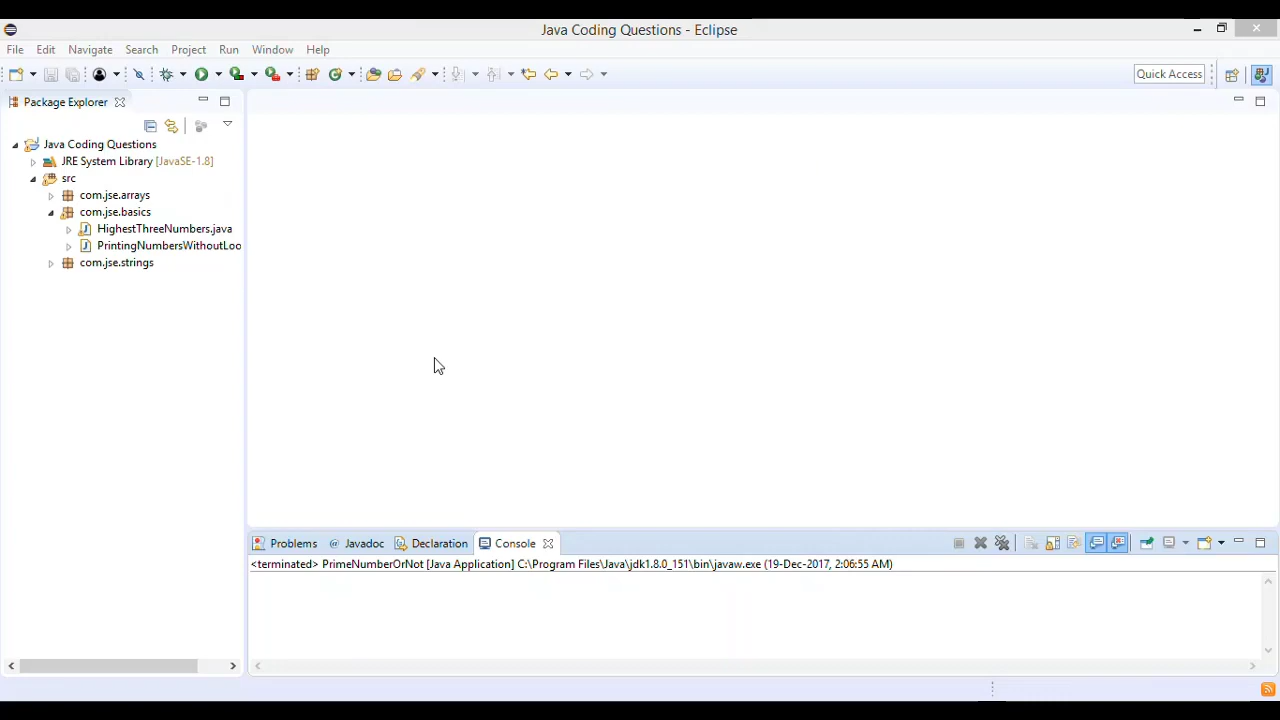 Java Coding Questions - Eclipse
File Edit Navigate Search Project Run Window Help
Quick Access
Package Explorer
Java Coding Questions
JRE System Library [JavaSE-1.8]
src
com.jse.arrays
com.jse.basics
HighestThreeNumbers.java
PrintingNumbersWithoutLoo
com.jse.strings
Problems @ Javadoc Declaration Console
<terminated> PrimeNumberOrNot [Java Application] C:\Program Files\Java\jdk1.8.0_151\bin\javaw.exe (19-Dec-2017, 2:06:55 AM)